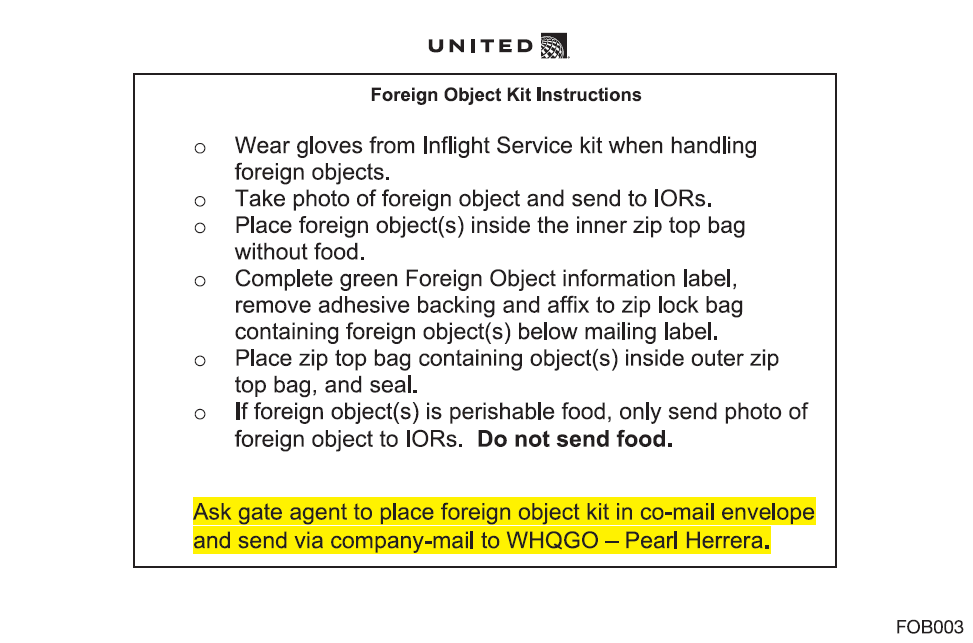 UNITED
Foreign Object Kit Instructions
o Wear gloves from Inflight Service kit when handling
foreign objects.
o Take photo of foreign object and send to IORs.
o Place foreign object(s) inside the inner zip top bag
without food.
o Complete green Foreign Object information label,
remove adhesive backing and affix to zip lock bag
containing foreign object(s) below mailing label.
o Place zip top bag containing object(s) inside outer zip
top bag, and seal.
o If foreign object(s) is perishable food, only send photo of
foreign object to IORs. Do not send food.
Ask gate agent to place foreign object kit in co-mail envelope
and send via company-mail to WHQGO – Pearl Herrera.
FOB003